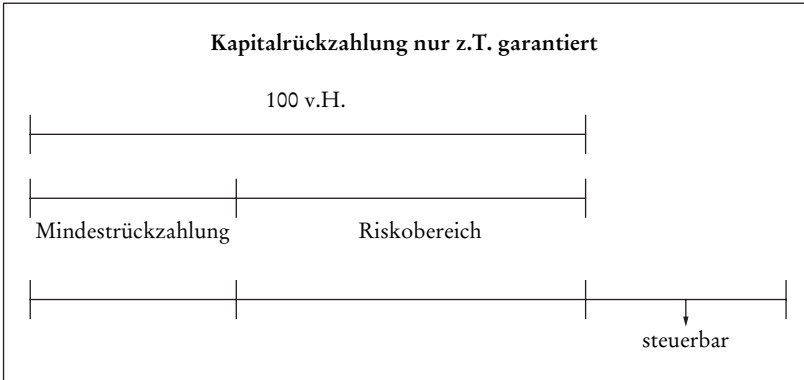 Kapitalrückzahlung nur z.T. garantiert
100 v.H.
Mindestrückzahlung Riskobereich
steuerbar